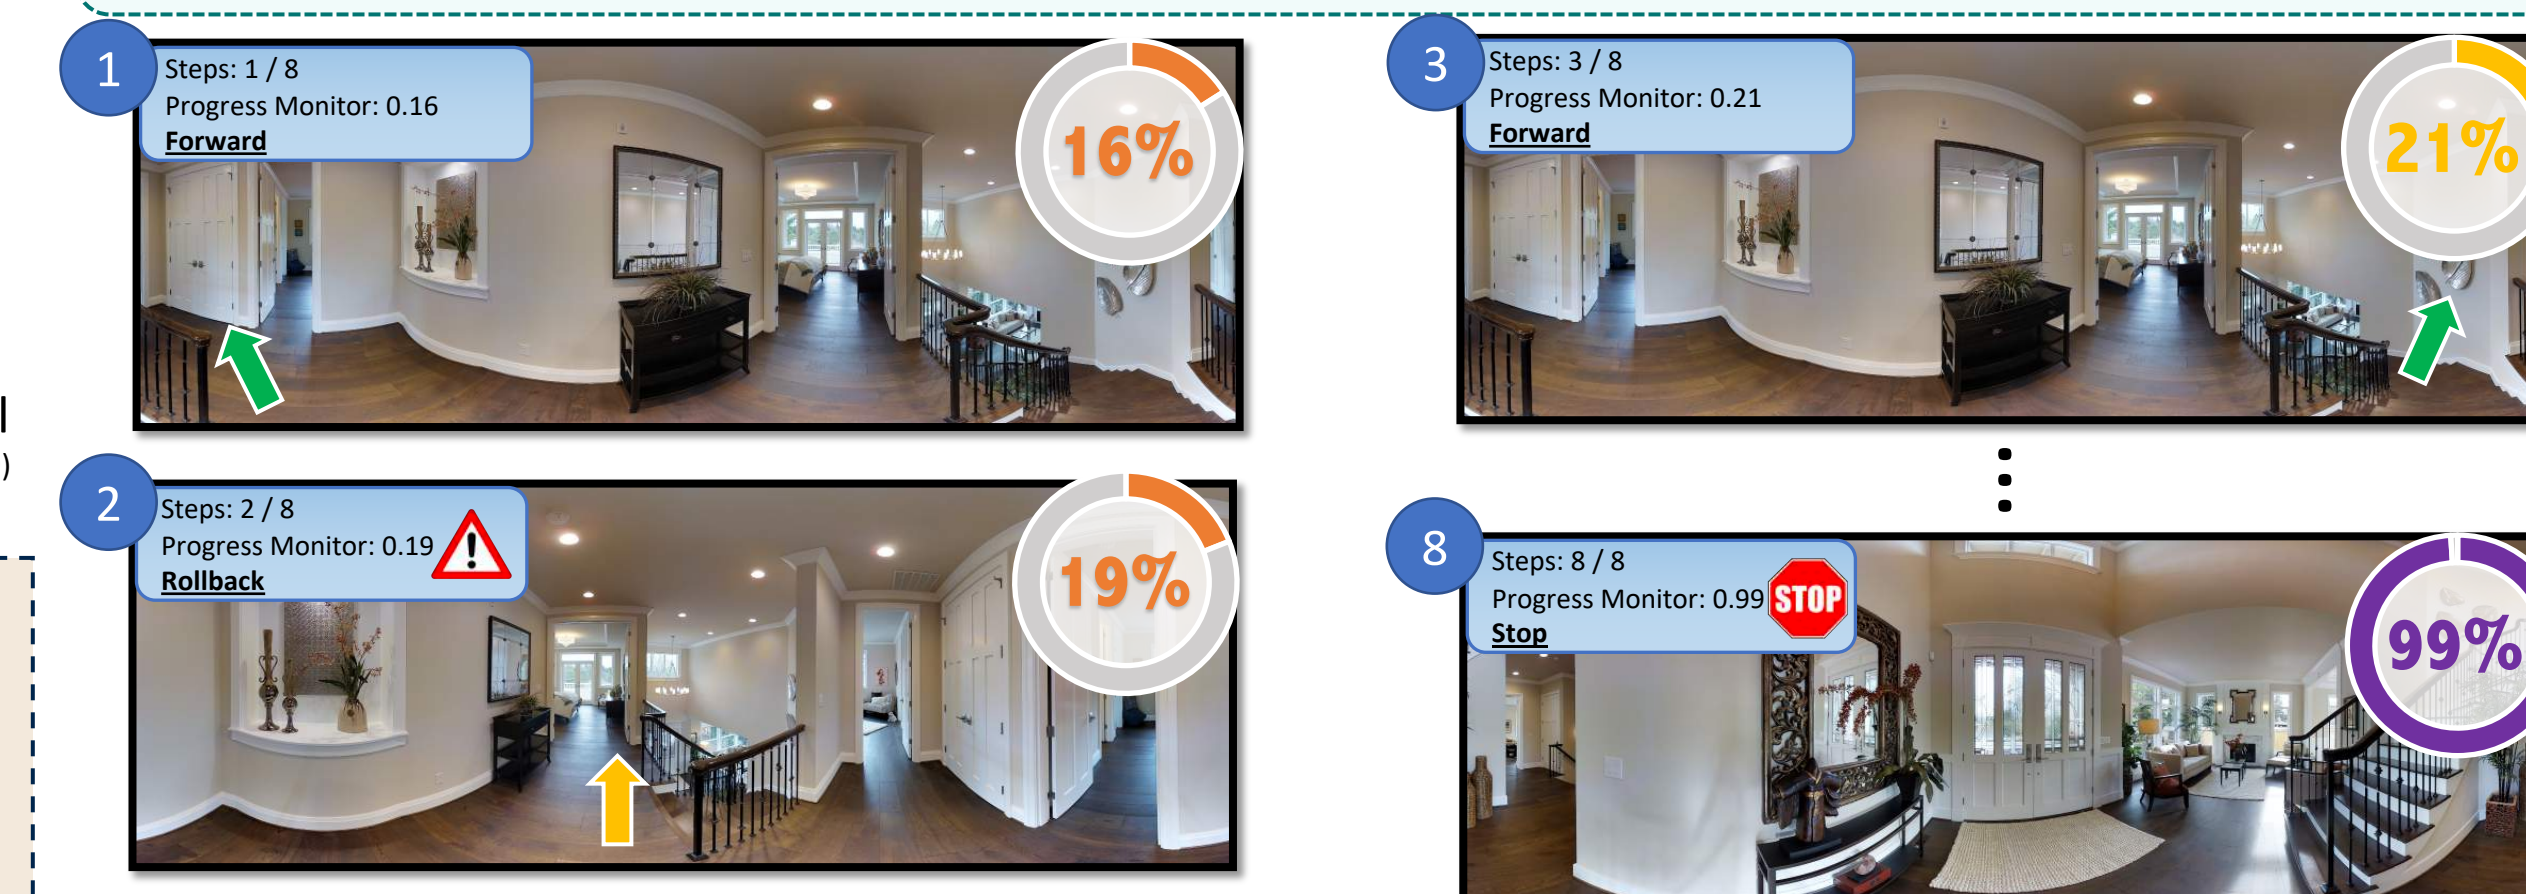 1
Steps: 1 / 8
Progress Monitor: 0.16
Forward
16%
2
Steps: 2 / 8
Progress Monitor: 0.19
Rollback
19%
3
Steps: 3 / 8
Progress Monitor: 0.21
Forward
21%
8
Steps: 8 / 8
Progress Monitor: 0.99
Stop
STOP
99%
)